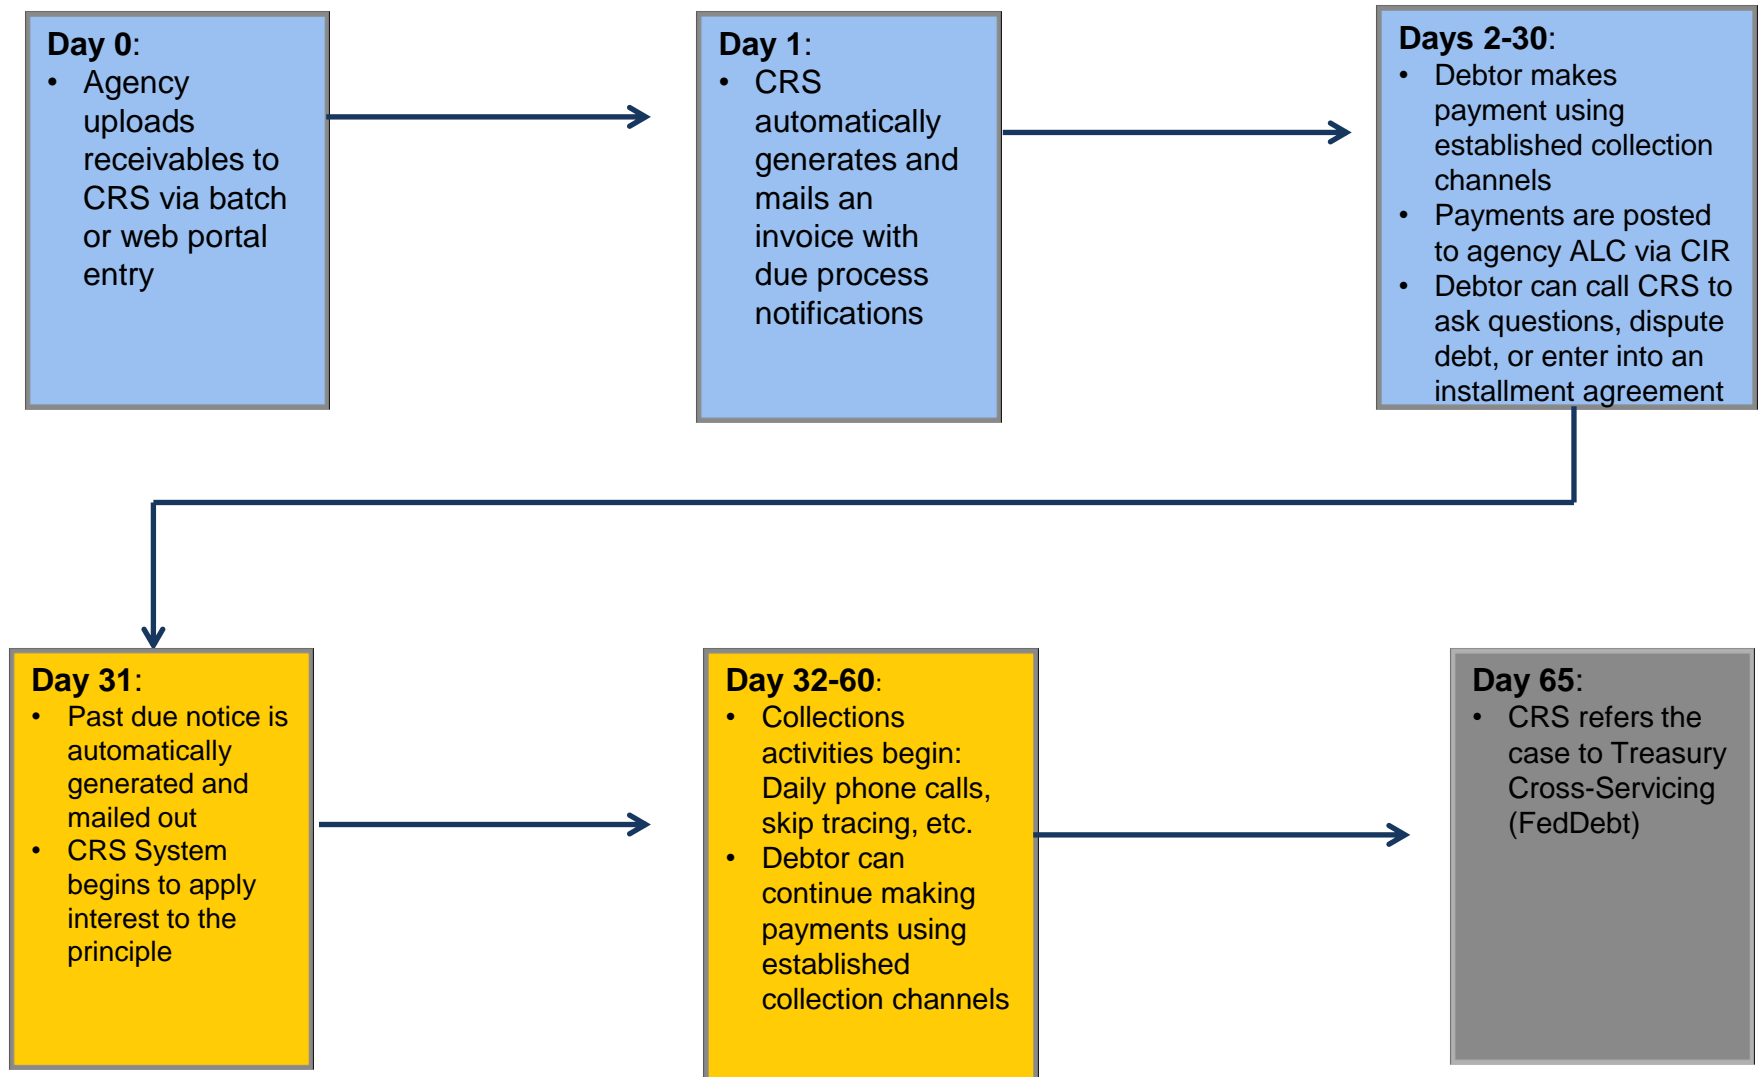 Day 0:
• Agency
uploads
receivables to
CRS via batch
or web portal
entry
Day 1:
• CRS
automatically
generates and
mails an
invoice with
due process
notifications
Days 2-30:
• Debtor makes
payment using
established collection
channels
• Payments are posted
to agency ALC via CIR
• Debtor can call CRS to
ask questions, dispute
debt, or enter into an
installment agreement
Day 31:
• Past due notice is
automatically
generated and
mailed out
• CRS System
begins to apply
interest to the
principle
Day 32-60:
• Collections
activities begin:
Daily phone calls,
skip tracing, etc.
• Debtor can
continue making
payments using
established
collection channels
Day 65:
• CRS refers the
case to Treasury
Cross-Servicing
(FedDebt)